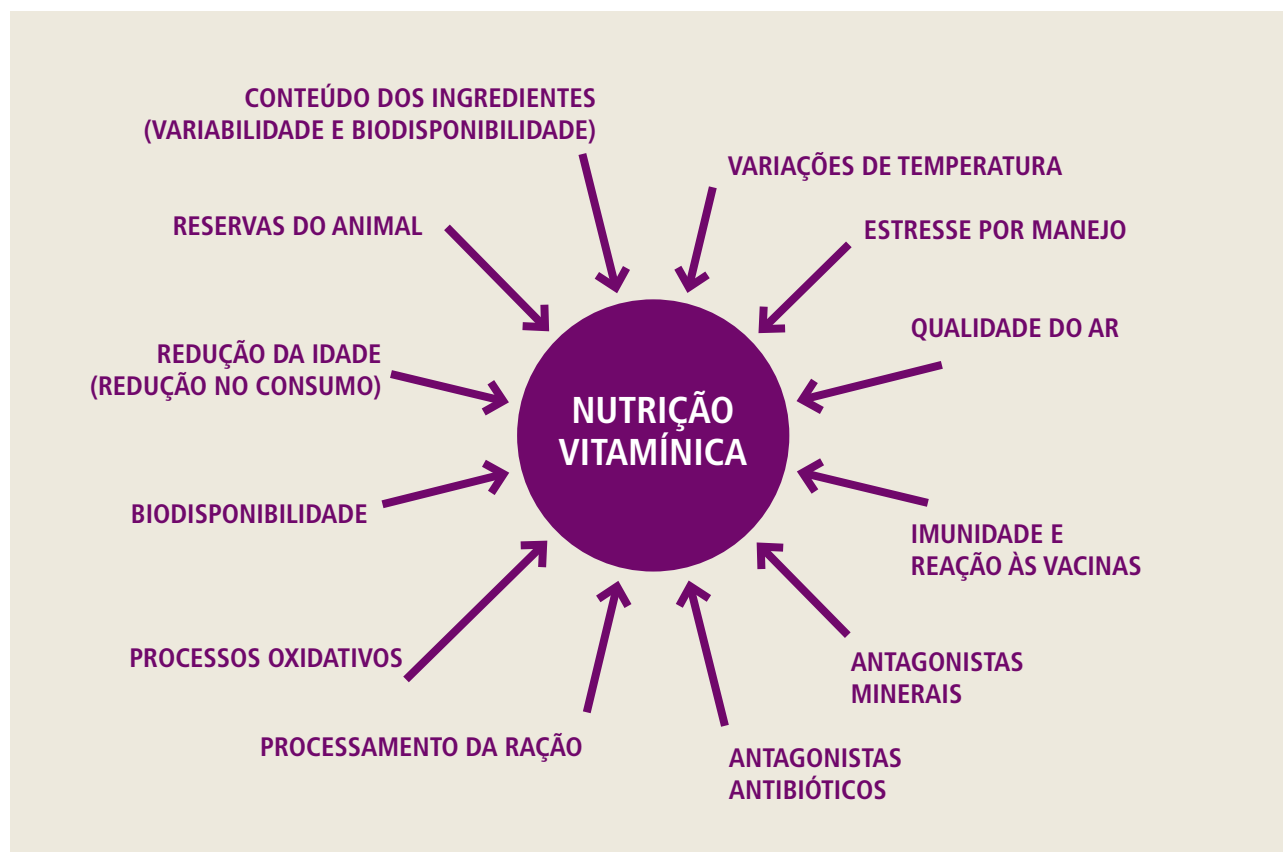 CONTEÚDO DOS INGREDIENTES
(VARIABILIDADE E BIODISPONIBILIDADE)
VARIAÇÕES DE TEMPERATURA
RESERVAS DO ANIMAL
ESTRESSE POR MANEJO
QUALIDADE DO AR
REDUÇÃO DA IDADE
(REDUÇÃO NO CONSUMO)
NUTRIÇÃO
VITAMÍNICA
BIODISPONIBILIDADE
IMUNIDADE E
REAÇÃO ÀS VACINAS
PROCESSOS OXIDATIVOS
ANTAGONISTAS
MINERAIS
PROCESSAMENTO DA RAÇÃO
ANTAGONISTAS
ANTIBIÓTICOS